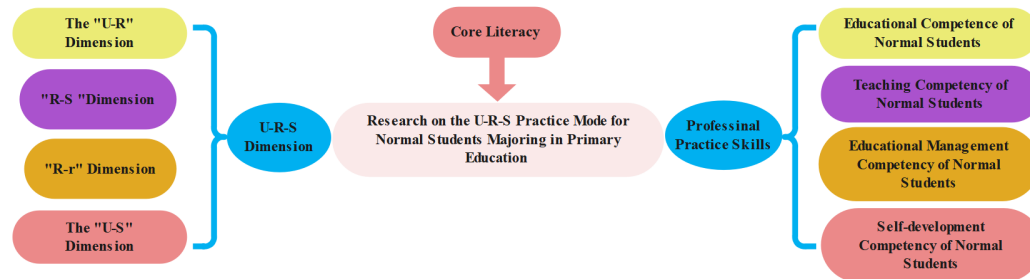 The "U-R"
Dimension
"R-S "Dimension
"R-r" Dimension
The "U-S"
Dimension
U-R-S
Dimension
Core Literacy
Research on the U-R-S Practice Mode for
Normal Students Majoring in Primary
Education
Professinal
Practice Skills
Educational Competence of
Normal Students
Teaching Competency of
Normal Students
Educational Management
Competency of Normal
Students
Self-development
Competency of Normal
Students